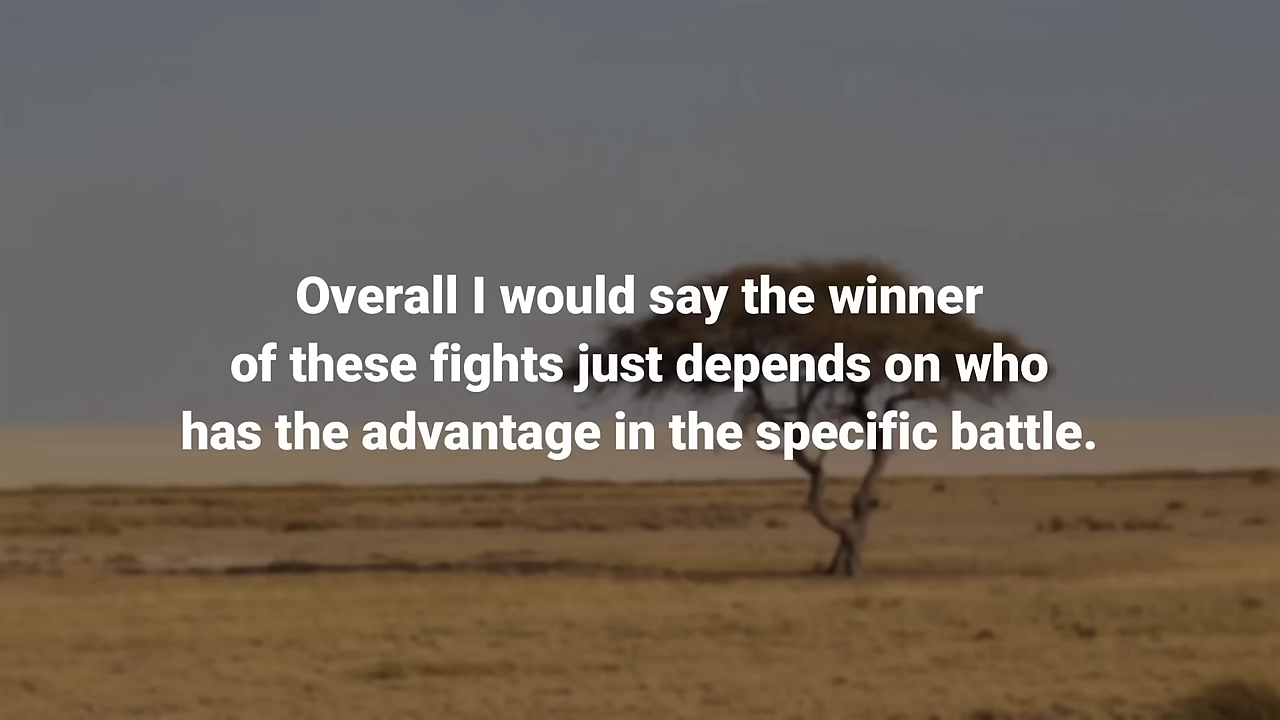 Overall I would say the winner
of these fights just depends on who
has the advantage in the specific battle.